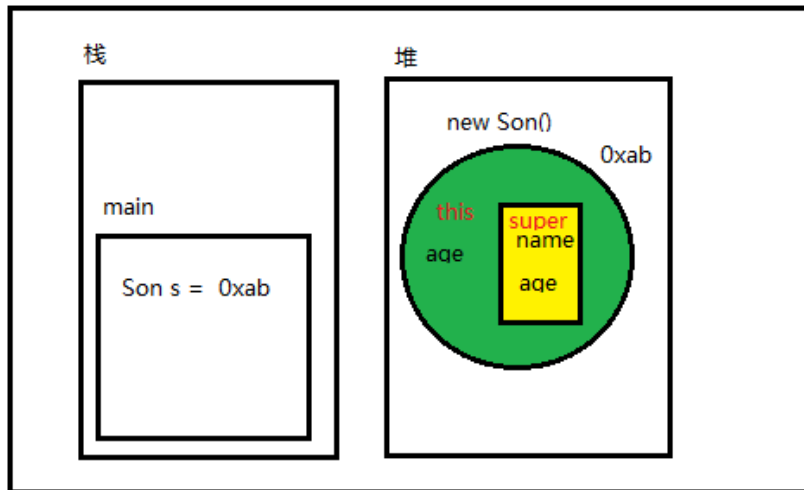 栈
堆
new Son()
0xab
main
this
super
name
age
age
Son s = 0xab